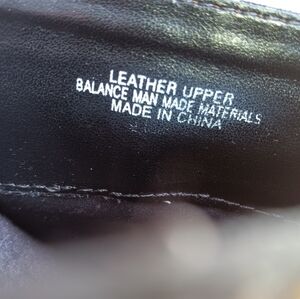 LEATHER UPPER
BALANCE MAN MADE MATERIALS
MADE IN CHINA